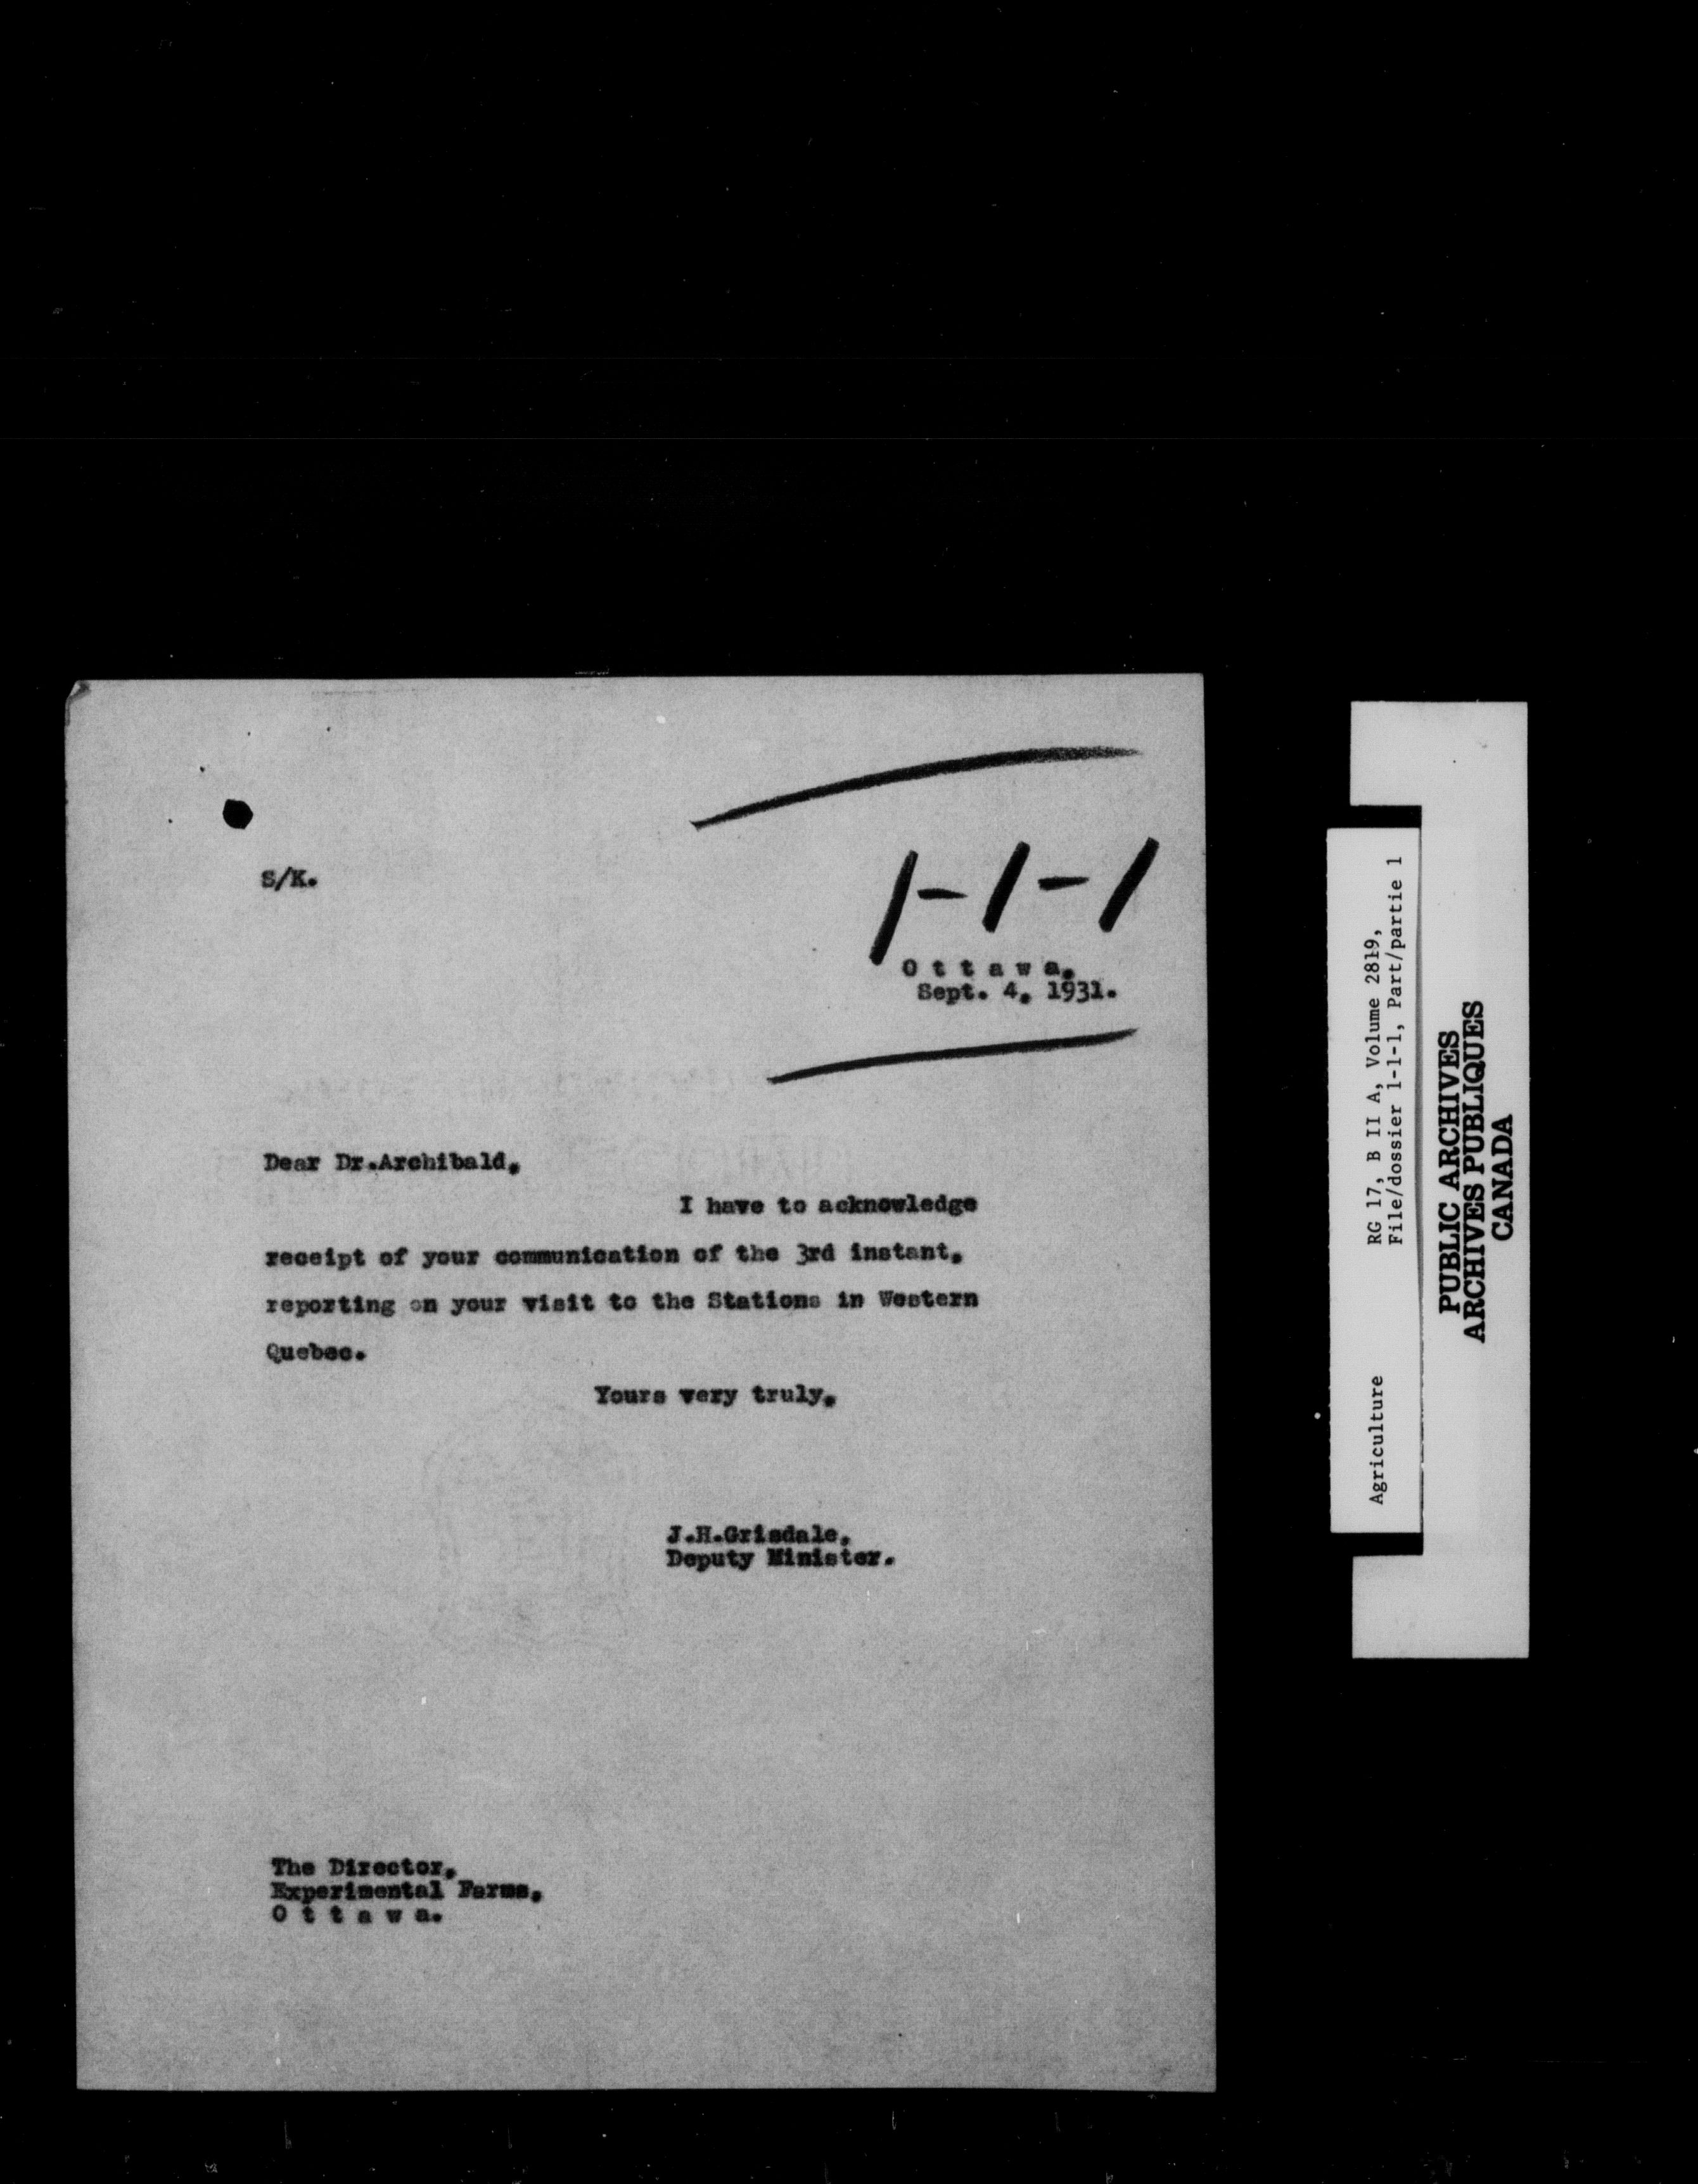 S/K.
1-1-1
O t t a w a,
Sept. 4, 1931.
Dear Dr.Archibald,
I have to acknowledge
receipt of your communication of the 3rd instant,
reporting on your visit to the Stations in Western
Quebec.
Yours very truly,
J.H.Grisdale,
Deputy Minister.
The Director,
Experimental Farms,
O t t a w a.
Agriculture RG 17, B II A, Volume 2819,
File/dossier 1-1-1, Part/partie 1
PUBLIC ARCHIVES
ARCHIVES PUBLIQUES
CANADA